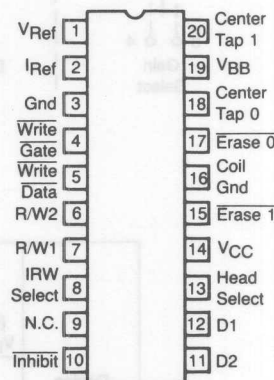 VRef 1
IRef 2
Gnd 3
Write
Gate 4
Write
Data 5
R/W2 6
R/W1 7
IRW
Select 8
N.C. 9
Inhibit 10
20 Center
Tap 1
19 VBB
18 Center
Tap 0
17 Erase 0
16 Coil
Gnd
15 Erase 1
14 VCC
13 Head
Select
12 D1
11 D2